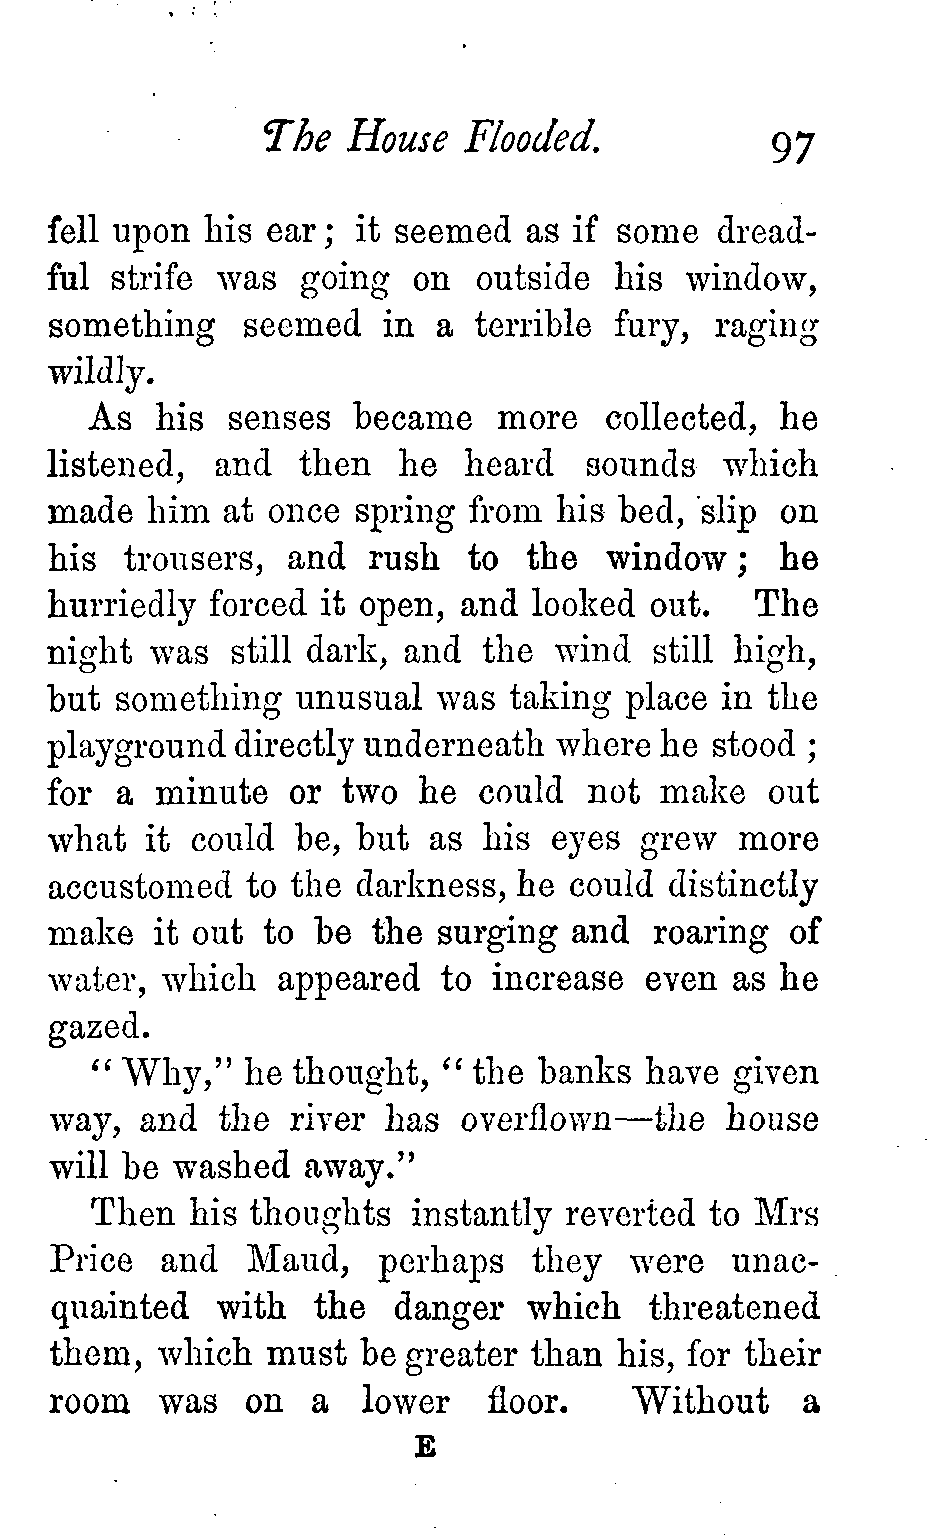 The House Flooded. 97
fell upon his ear; it seemed as if some dread-
ful strife was going on outside his window,
something seemed in a terrible fury, raging
wildly.
As his senses became more collected, he
listened, and then he heard sounds which
made him at once spring from his bed, slip on
his trousers, and rush to the window; he
hurriedly forced it open, and looked out. The
night was still dark, and the wind still high,
but something unusual was taking place in the
playground directly underneath where he stood ;
for a minute or two he could not make out
what it could be, but as his eyes grew more
accustomed to the darkness, he could distinctly
make it out to be the surging and roaring of
water, which appeared to increase even as he
gazed.
"Why," he thought, "the banks have given
way, and the river has overflown—the house
will be washed away."
Then his thoughts instantly reverted to Mrs
Price and Maud, perhaps they were unac-
quainted with the danger which threatened
them, which must be greater than his, for their
room was on a lower floor. Without a
E